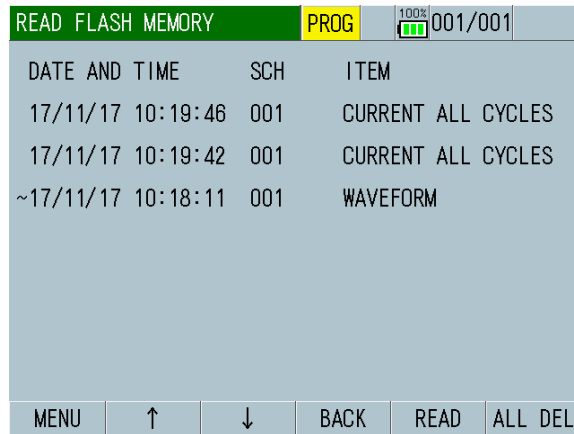 READ FLASH MEMORY PROG 100% 001/001
DATE AND TIME SCH ITEM
17/11/17 10:19:46 001 CURRENT ALL CYCLES
17/11/17 10:19:42 001 CURRENT ALL CYCLES
~17/11/17 10:18:11 001 WAVEFORM
MENU ↑ ↓ BACK READ ALL DEL